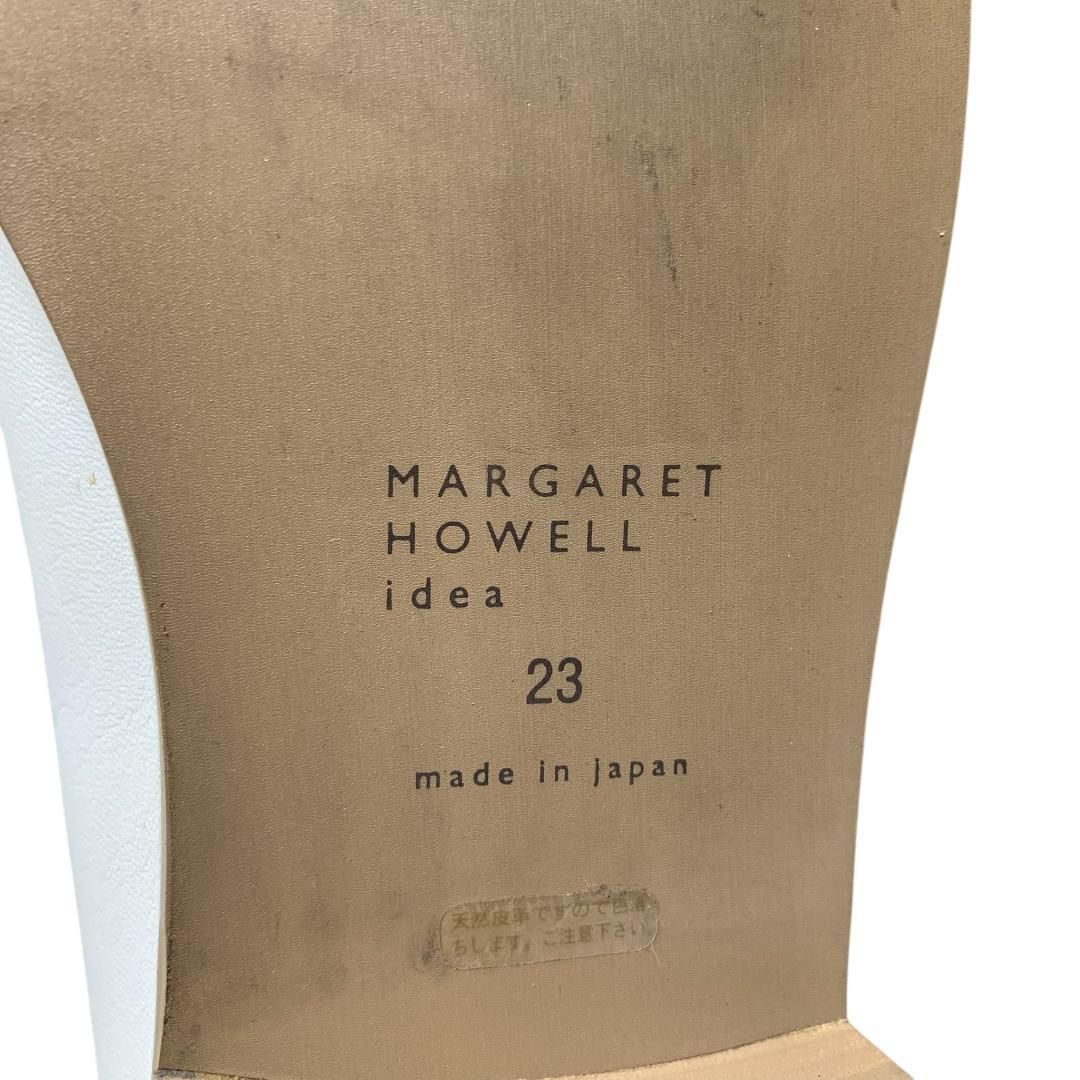 MARGARET
HOWELL
idea
23
made in japan
天然皮革ですので色落
ちします。ご注意下さい。